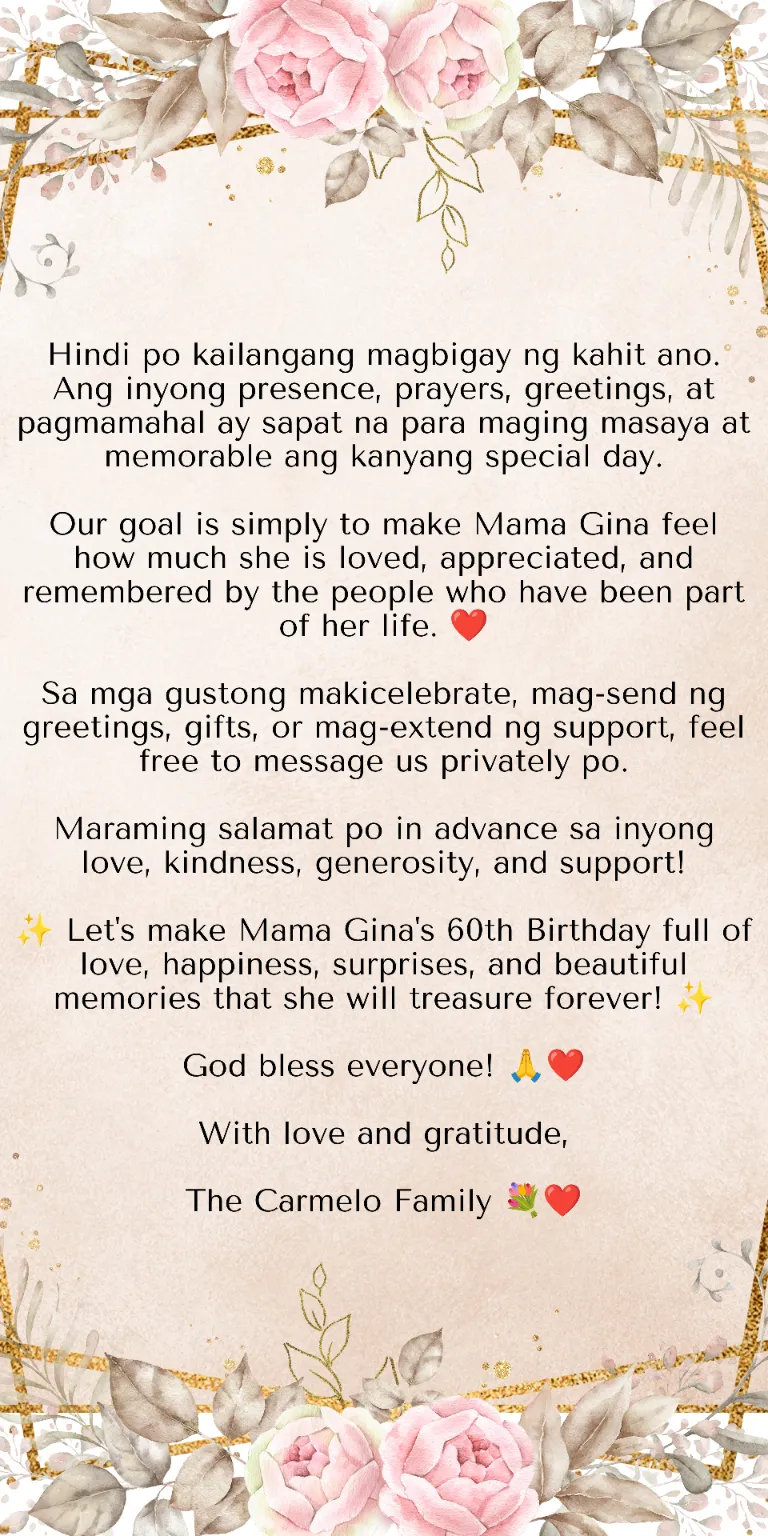 Hindi po kailangang magbigay ng kahit ano.
Ang inyong presence, prayers, greetings, at
pagmamahal ay sapat na para maging masaya at
memorable ang kanyang special day.
Our goal is simply to make Mama Gina feel
how much she is loved, appreciated, and
remembered by the people who have been part
of her life. ❤️
Sa mga gustong makicelebrate, mag-send ng
greetings, gifts, or mag-extend ng support, feel
free to message us privately po.
Maraming salamat po in advance sa inyong
love, kindness, generosity, and support!
✨ Let's make Mama Gina's 60th Birthday full of
love, happiness, surprises, and beautiful
memories that she will treasure forever! ✨
God bless everyone! 🙏❤️
With love and gratitude,
The Carmelo Family 💐❤️